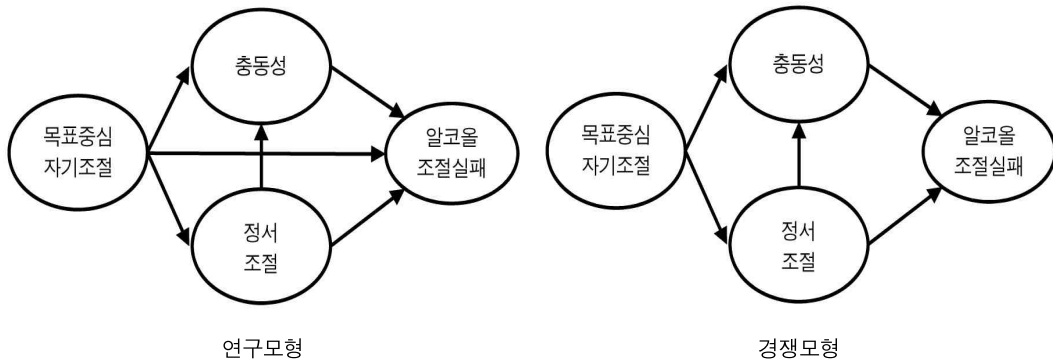 충동성
목표중심
자기조절
알코올
조절실패
정서
조절
연구모형
충동성
목표중심
자기조절
알코올
조절실패
정서
조절
경쟁모형